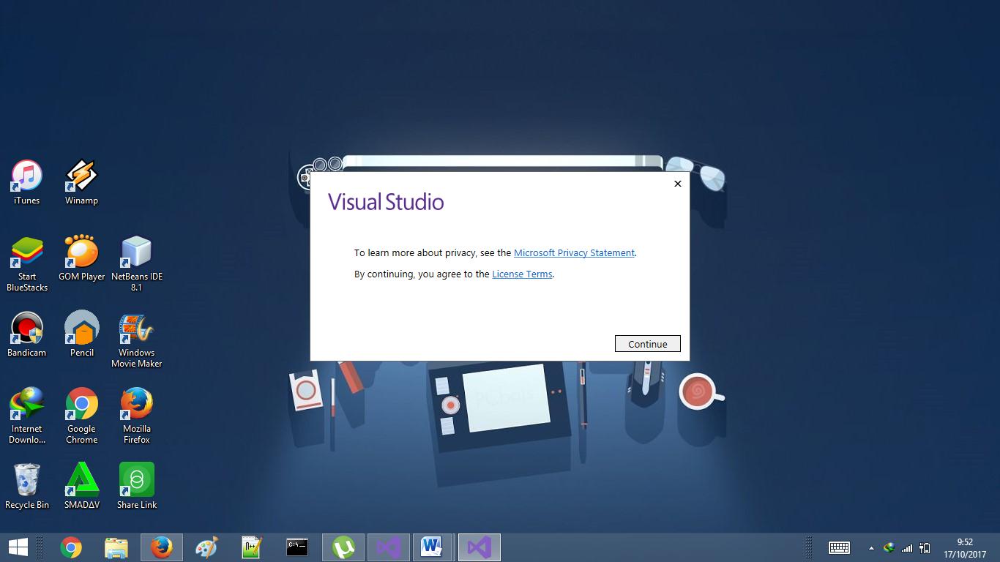 iTunes
Winamp
Start
BlueStacks
GOM Player
NetBeans IDE
8.1
Bandicam
Pencil
Windows
Movie Maker
Internet
Downlo...
Google
Chrome
Mozilla
Firefox
Recycle Bin
SMADΔV
Share Link
Visual Studio
To learn more about privacy, see the Microsoft Privacy Statement.
By continuing, you agree to the License Terms.
Continue
9:52
17/10/2017